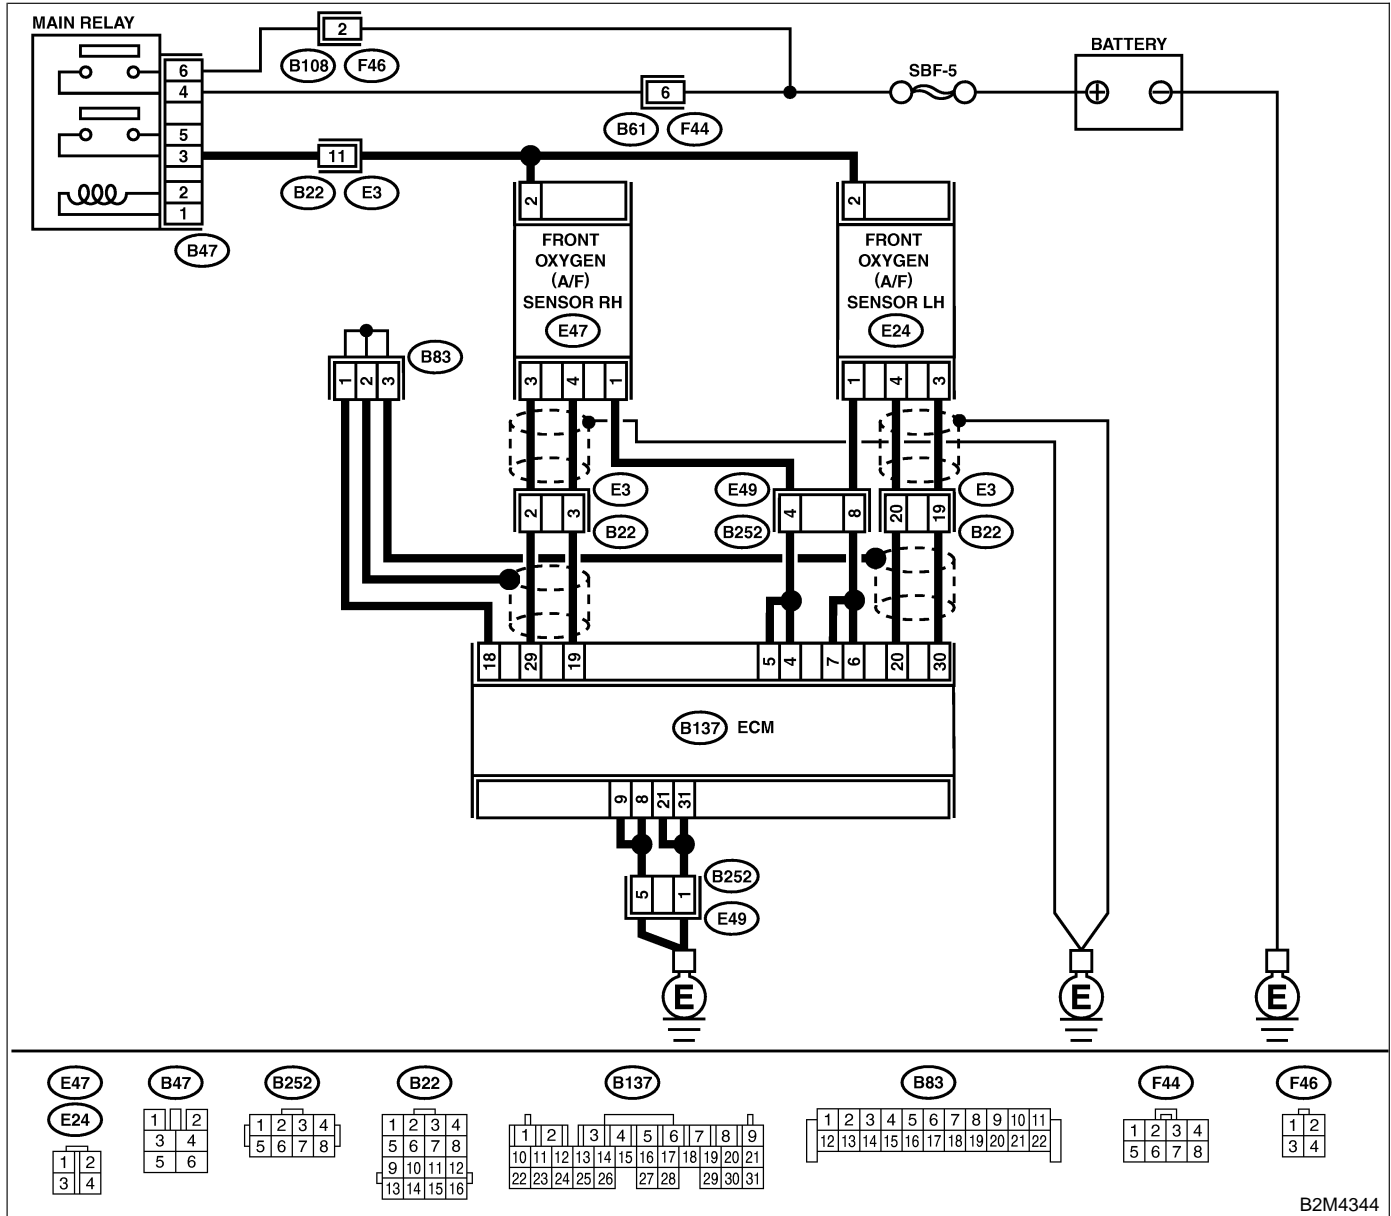 MAIN RELAY
2
B108 F46
BATTERY
SBF-5
6
4
6
B61 F44
5
3
11
B22 E3
2
1
B47
2
2
FRONT
OXYGEN
(A/F)
SENSOR RH
E47
FRONT
OXYGEN
(A/F)
SENSOR LH
E24
B83
1 2 3
3 4 1
1 4 3
E3
B22
2 3
E49
B252
4 8
20 19
E3
B22
18 29 19 5 4 7 6 20 30
B137 ECM
9 8 21 31
B252
5 1
E49
E
E
E
E47
E24
1 2
3 4
B47
1 2
3 4
5 6
B252
1 2 3 4
5 6 7 8
B22
1 2 3 4
5 6 7 8
9 10 11 12
13 14 15 16
B137
1 2 3 4 5 6 7 8 9
10 11 12 13 14 15 16 17 18 19 20 21
22 23 24 25 26 27 28 29 30 31
B83
1 2 3 4 5 6 7 8 9 10 11
12 13 14 15 16 17 18 19 20 21 22
F44
1 2 3 4
5 6 7 8
F46
1 2
3 4
B2M4344